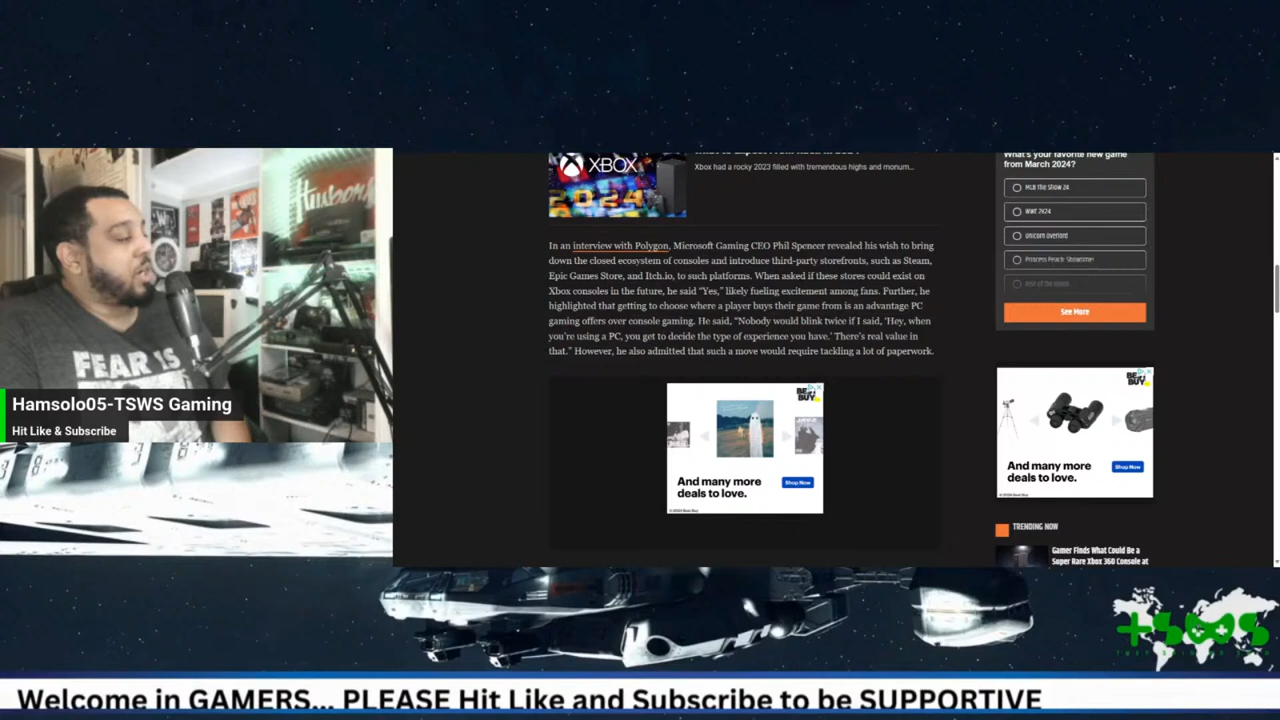 XBOX
2024
Xbox had a rocky 2023 filled with tremendous highs and monum...
In an interview with Polygon, Microsoft Gaming CEO Phil Spencer revealed his wish to bring
down the closed ecosystem of consoles and introduce third-party storefronts, such as Steam,
Epic Games Store, and Itch.io, to such platforms. When asked if these stores could exist on
Xbox consoles in the future, he said “Yes,” likely fueling excitement among fans. Further, he
highlighted that getting to choose where a player buys their game from is an advantage PC
gaming offers over console gaming. He said, “Nobody would blink twice if I said, ‘Hey, when
you’re using a PC, you get to decide the type of experience you have.’ There’s real value in
that.” However, he also admitted that such a move would require tackling a lot of paperwork.
And many more
deals to love.
Shop Now
What's your favorite new game
from March 2024?
MLB The Show 24
WWE 2K24
Unicorn Overlord
Princess Peach: Showtime!
Rise of the Ronin
See More
And many more
deals to love.
Shop Now
TRENDING NOW
Gamer Finds What Could Be a
Super Rare Xbox 360 Console at
FEAR IS
Hamsolo05-TSWS Gaming
Hit Like & Subscribe
Welcome in GAMERS... PLEASE Hit Like and Subscribe to be SUPPORTIVE